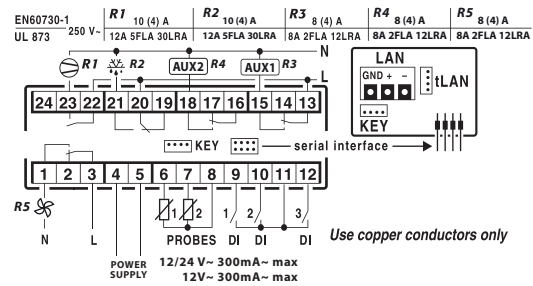 EN60730-1
UL 873
250 V~
R1 10 (4) A
12A 5FLA 30LRA
R2 10 (4) A
12A 5FLA 30LRA
R3 8 (4) A
8A 2FLA 12LRA
R4 8 (4) A
8A 2FLA 12LRA
R5 8 (4) A
8A 2FLA 12LRA
N
R1 R2 AUX2 R4 AUX1 R3
L
24 23 22 21 20 19 18 17 16 15 14 13
LAN
GND + -
tLAN
KEY
KEY serial interface
1 2 3 4 5 6 7 8 9 10 11 12
R5 1 2 1 2 3
N L PROBES DI DI DI
Use copper conductors only
POWER
SUPPLY
12/24 V~ 300mA~ max
12V~ 300mA~ max